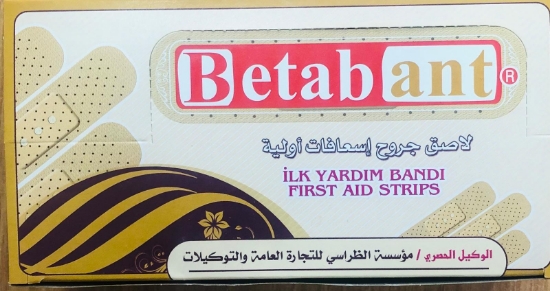 Betabant®
لاصق جروح إسعافات أولية
İLK YARDIM BANDI
FIRST AID STRIPS
الوكيل الحصري / مؤسسة الظراسي للتجارة العامة والتوكيلات